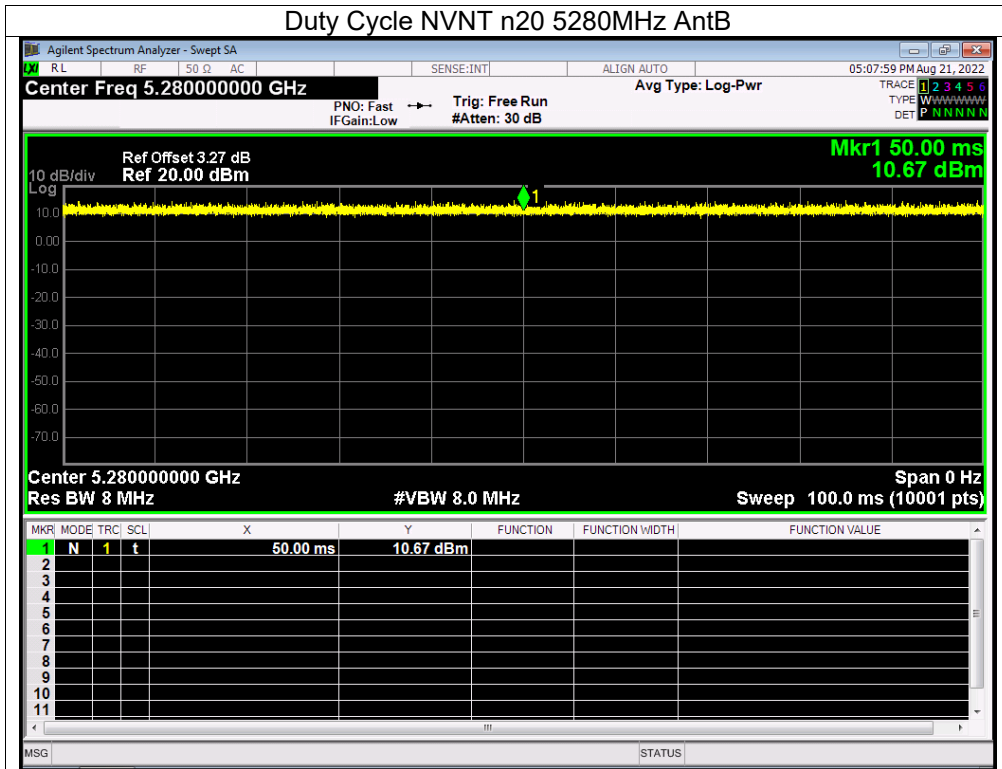 Duty Cycle NVNT n20 5280MHz AntB
Agilent Spectrum Analyzer - Swept SA
LXI RL RF 50 Ω AC SENSE:INT ALIGN AUTO 05:07:59 PM Aug 21, 2022
Center Freq 5.280000000 GHz Avg Type: Log-Pwr TRACE 1 2 3 4 5 6
PNO: Fast Trig: Free Run TYPE WWWWWW
IFGain:Low #Atten: 30 dB DET P N N N N N
Mkr1 50.00 ms
10.67 dBm
Ref Offset 3.27 dB
10 dB/div Ref 20.00 dBm
Log
1
10.0
0.00
-10.0
-20.0
-30.0
-40.0
-50.0
-60.0
-70.0
Center 5.280000000 GHz Span 0 Hz
Res BW 8 MHz #VBW 8.0 MHz Sweep 100.0 ms (10001 pts)
MKR MODE TRC SCL X Y FUNCTION FUNCTION WIDTH FUNCTION VALUE
1 N 1 t 50.00 ms 10.67 dBm
2
3
4
5
6
7
8
9
10
11
MSG STATUS